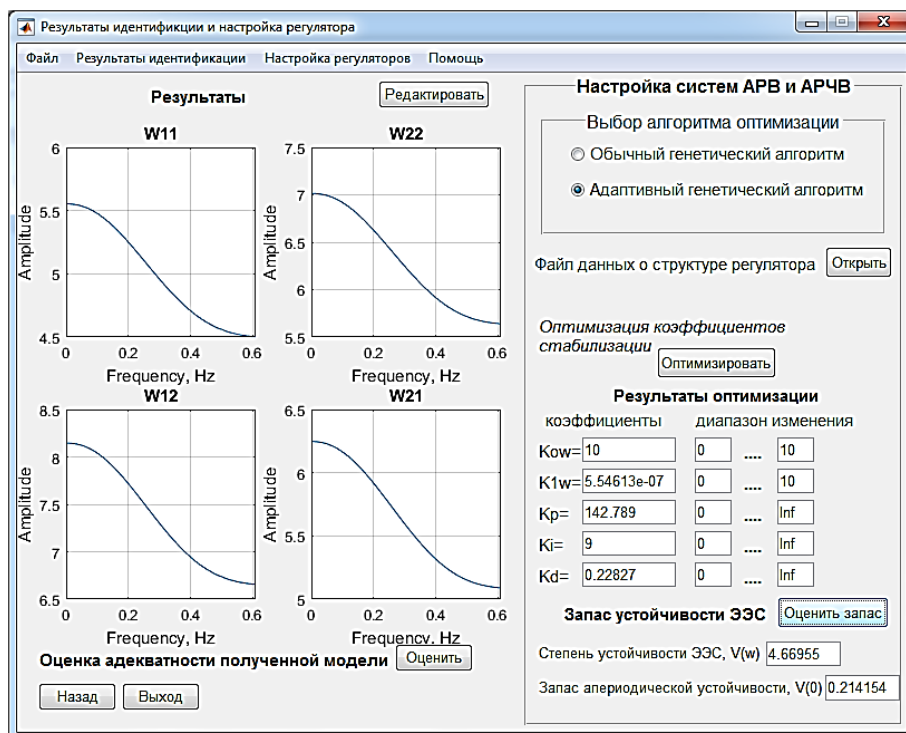 Результаты идентификции и настройка регулятора
Файл Результаты идентификации Настройка регуляторов Помощь
Результаты
Редактировать
W11
6
5.5
5
4.5
Amplitude
0 0.2 0.4 0.6
Frequency, Hz
W22
7.5
7
6.5
6
5.5
Amplitude
0 0.2 0.4 0.6
Frequency, Hz
W12
8.5
8
7.5
7
6.5
Amplitude
0 0.2 0.4 0.6
Frequency, Hz
W21
6.5
6
5.5
5
Amplitude
0 0.2 0.4 0.6
Frequency, Hz
Оценка адекватности полученной модели
Оценить
Назад
Выход
Настройка систем АРВ и АРЧВ
Выбор алгоритма оптимизации
Обычный генетический алгоритм
Адаптивный генетический алгоритм
Файл данных о структуре регулятора
Открыть
Оптимизация коэффициентов
стабилизации
Оптимизировать
Результаты оптимизации
коэффициенты диапазон изменения
Kow= 10 0 .... 10
K1w= 5.54613e-07 0 .... 10
Kp= 142.789 0 .... Inf
Ki= 9 0 .... Inf
Kd= 0.22827 0 .... Inf
Запас устойчивости ЭЭС
Оценить запас
Степень устойчивости ЭЭС, V(w) 4.66955
Запас апериодической устойчивости, V(0) 0.214154